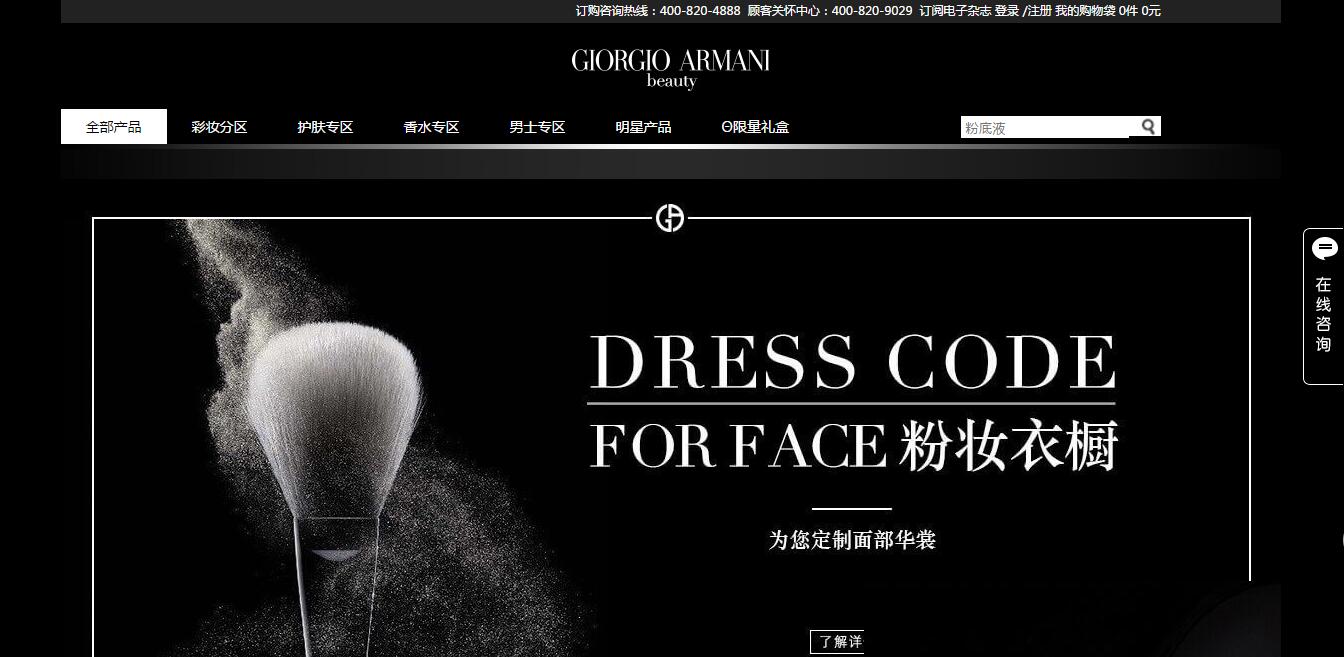 订购咨询热线：400-820-4888 顾客关怀中心：400-820-9029 订阅电子杂志 登录 /注册 我的购物袋 0件 0元
GIORGIO ARMANI
beauty
全部产品 彩妆分区 护肤专区 香水专区 男士专区 明星产品 Θ限量礼盒 粉底液
在线咨询
DRESS CODE
FOR FACE 粉妆衣橱
为您定制面部华裳
了解详